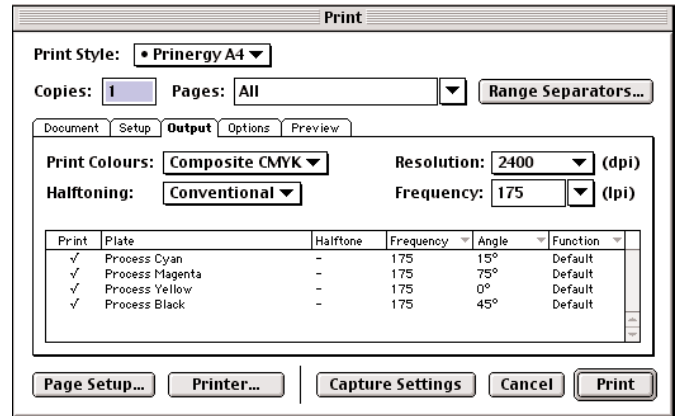 Print
Print Style: • Prinergy A4
Copies: 1 Pages: All Range Separators...
Document Setup Output Options Preview
Print Colours: Composite CMYK Resolution: 2400 (dpi)
Halftoning: Conventional Frequency: 175 (lpi)
Print Plate Halftone Frequency Angle Function
√ Process Cyan – 175 15° Default
√ Process Magenta – 175 75° Default
√ Process Yellow – 175 0° Default
√ Process Black – 175 45° Default
Page Setup... Printer... Capture Settings Cancel Print